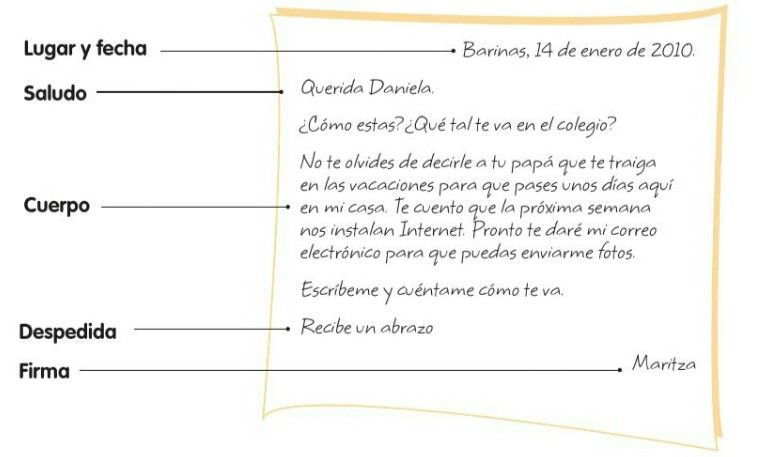 Lugar y fecha
Barinas, 14 de enero de 2010.
Saludo
Querida Daniela.
¿Cómo estas? ¿Qué tal te va en el colegio?
No te olvides de decirle a tu papá que te traiga
en las vacaciones para que pases unos días aquí
Cuerpo
en mi casa. Te cuento que la próxima semana
nos instalan Internet. Pronto te daré mi correo
electrónico para que puedas enviarme fotos.
Escríbeme y cuéntame cómo te va.
Despedida
Recibe un abrazo
Firma
Maritza